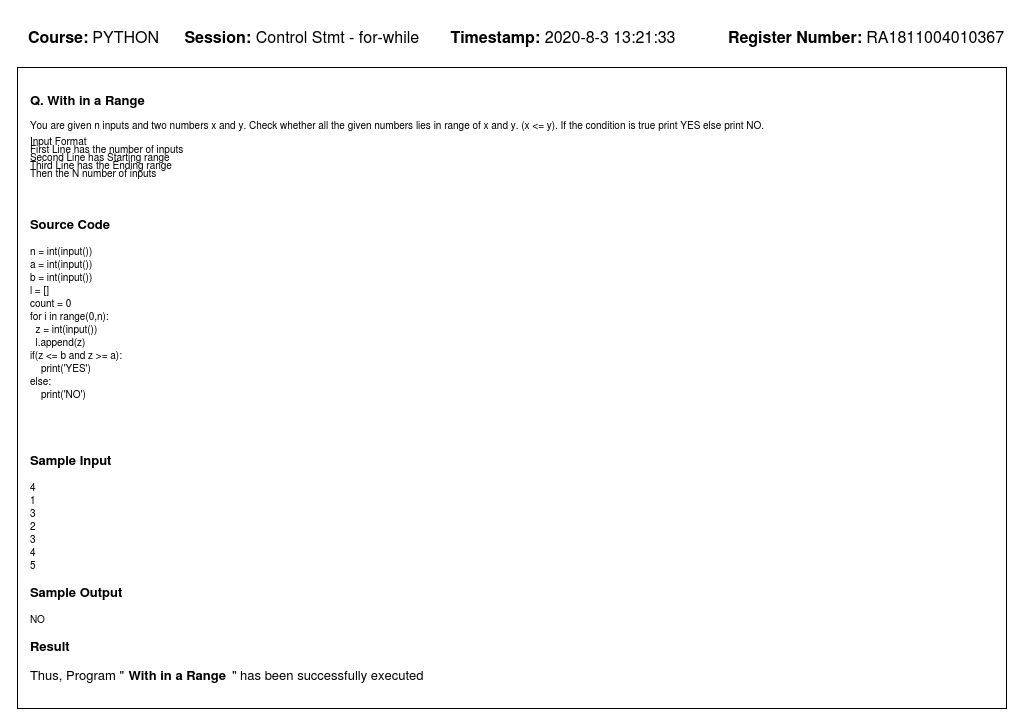 Course: PYTHON Session: Control Stmt - for-while Timestamp: 2020-8-3 13:21:33 Register Number: RA1811004010367
Q. With in a Range
You are given n inputs and two numbers x and y. Check whether all the given numbers lies in range of x and y. (x <= y). If the condition is true print YES else print NO.
Input Format
First Line has the number of inputs
Second Line has Starting range
Third Line has the Ending range
Then the N number of inputs
Source Code
n = int(input())
a = int(input())
b = int(input())
l = []
count = 0
for i in range(0,n):
  z = int(input())
  l.append(z)
if(z <= b and z >= a):
    print('YES')
else:
    print('NO')
Sample Input
4
1
3
2
3
4
5
Sample Output
NO
Result
Thus, Program " With in a Range " has been successfully executed